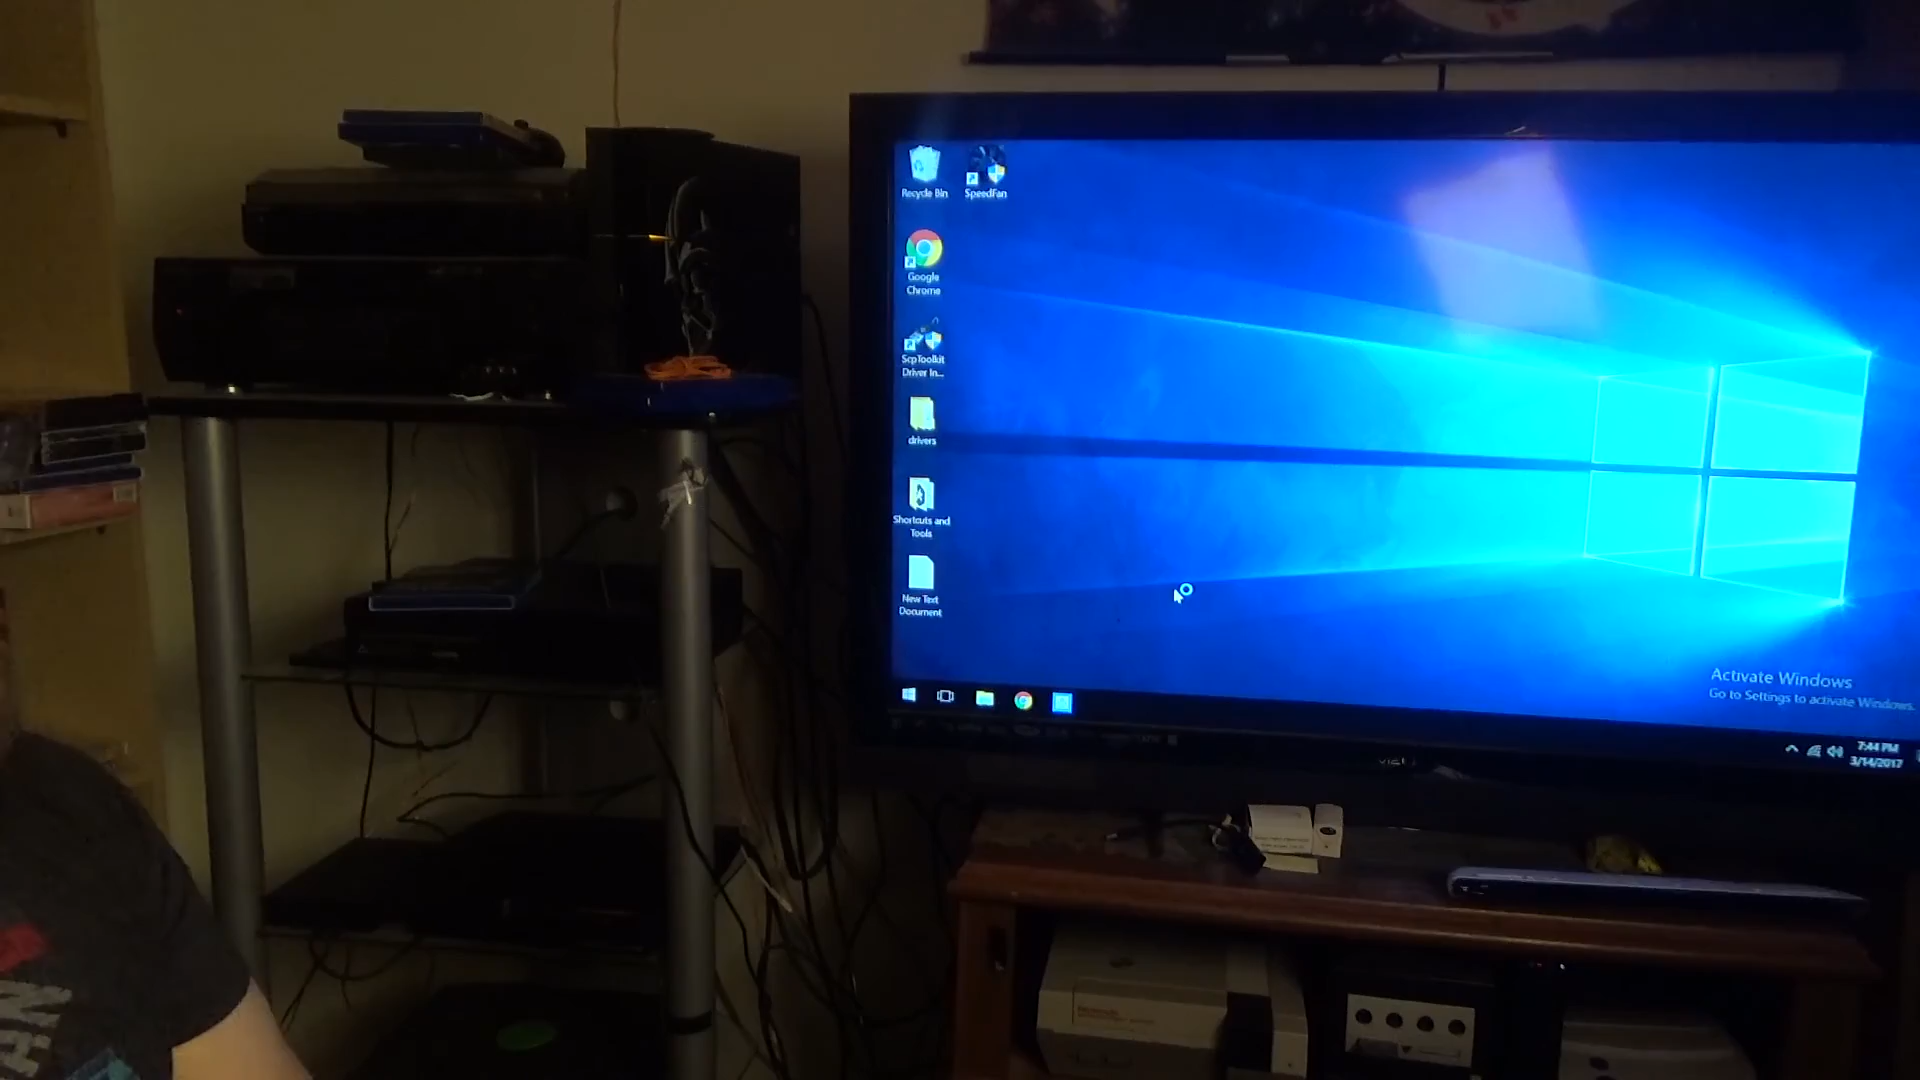 Recycle Bin
SpeedFan
Google
Chrome
ScpToolkit
Driver In...
drivers
Shortcuts and
Tools
New Text
Document
Activate Windows
Go to Settings to activate Windows.
7:44 PM
3/14/2017
VIZIO